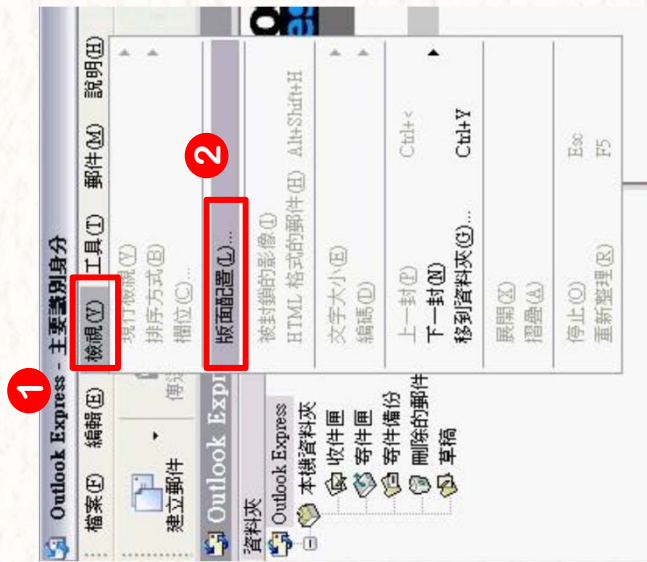 1
Outlook Express - 主要識別身分
檔案(F) 編輯(E) 檢視(V) 工具(T) 郵件(M) 說明(H)
建立郵件
現行檢視(V)
排序方式(B)
欄位(C)...
2
版面配置(L)...
被封鎖的影像(I)
HTML 格式的郵件(H) Alt+Shift+H
文字大小(E)
編碼(D)
上一封(P) Ctrl+<
下一封(N)
移到資料夾(G)... Ctrl+Y
展開(X)
摺疊(A)
停止(O) Esc
重新整理(R) F5
Outlook Expr
資料夾
Outlook Express
本機資料夾
收件匣
寄件匣
寄件備份
刪除的郵件
草稿